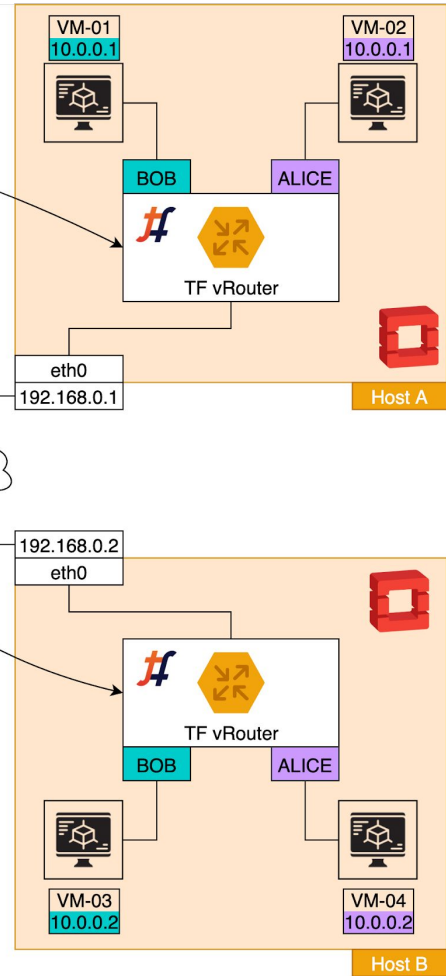 VM-01
10.0.0.1
VM-02
10.0.0.1
BOB
ALICE
TF vRouter
eth0
192.168.0.1
Host A
192.168.0.2
eth0
TF vRouter
BOB
ALICE
VM-03
10.0.0.2
VM-04
10.0.0.2
Host B